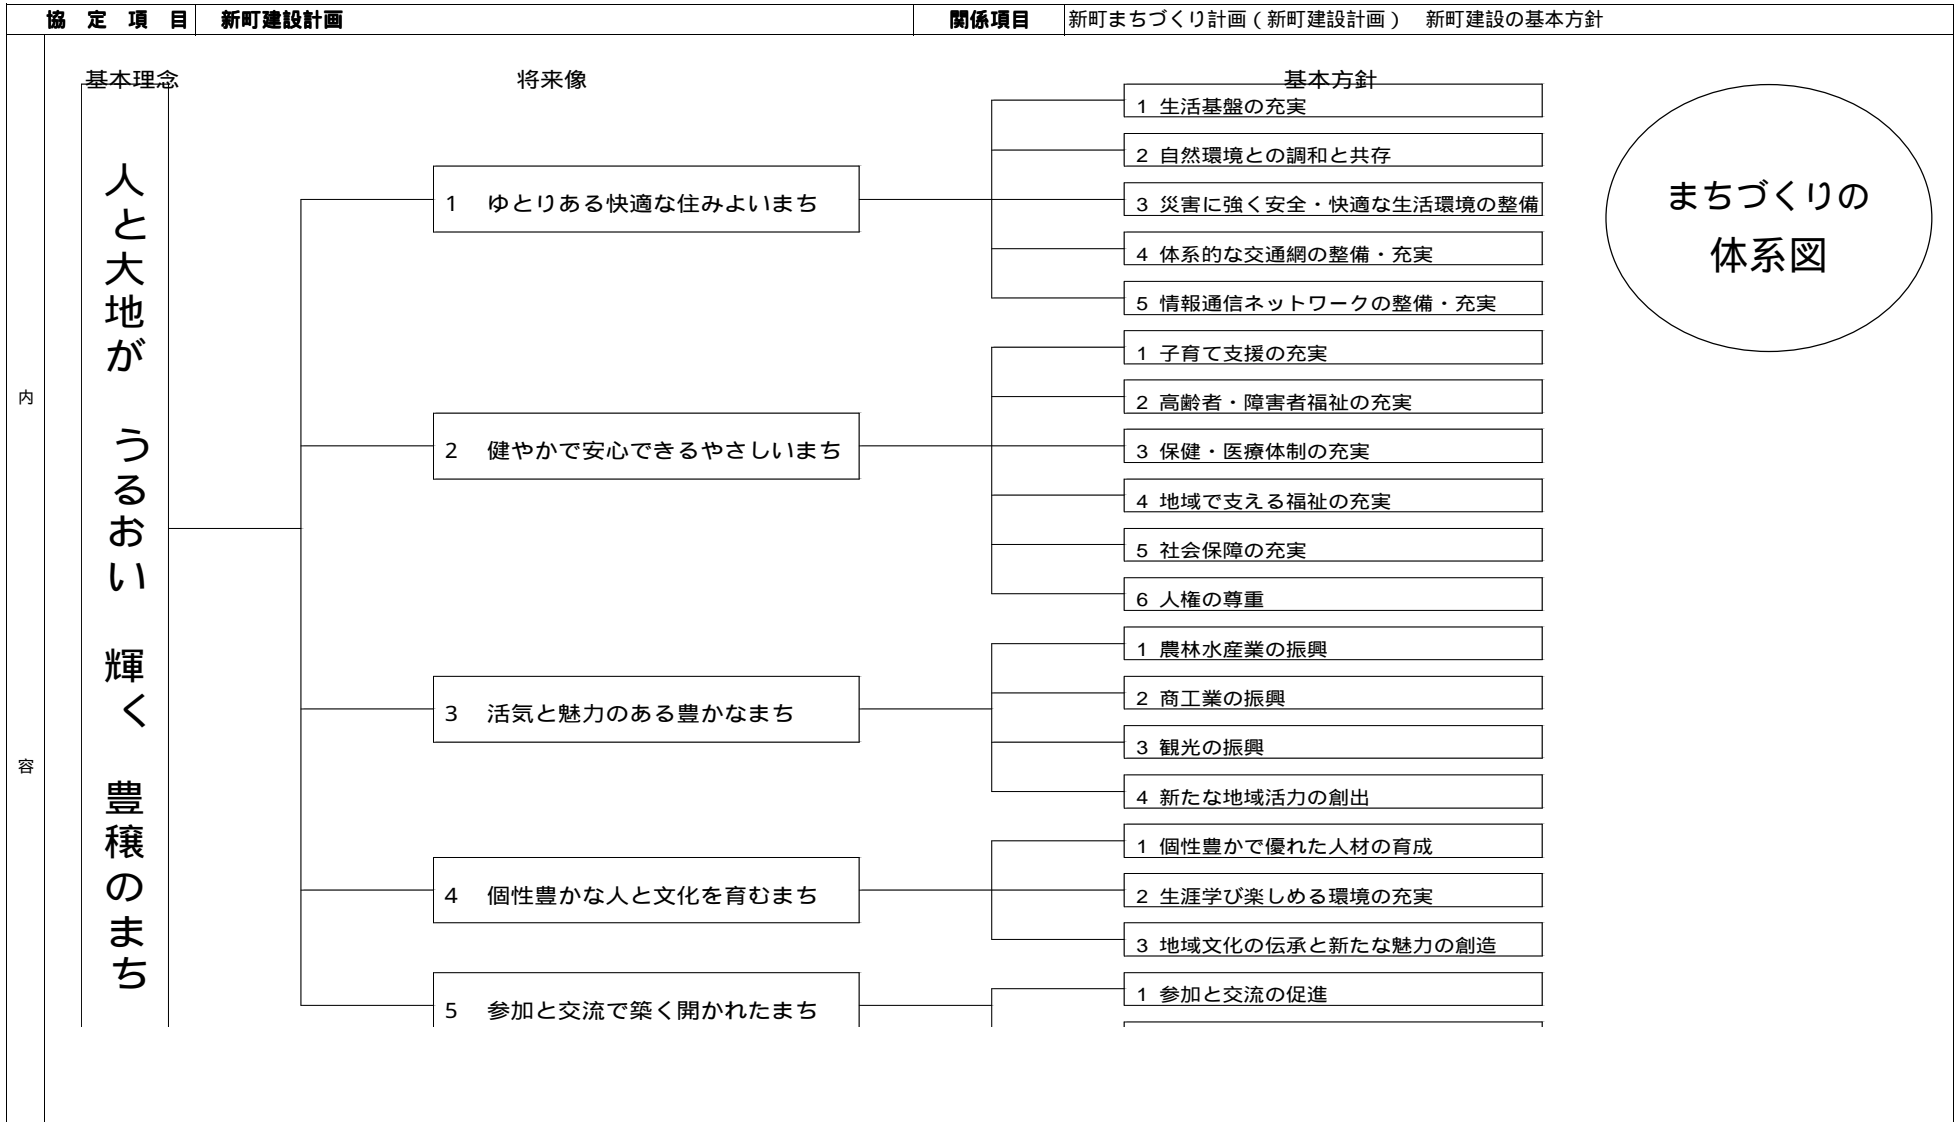 協 定 項 目 新町建設計画 関係項目 新町まちづくり計画(新町建設計画) 新町建設の基本方針
内
容
基本理念 将来像 基本方針
人と大地が うるおい 輝く 豊穣のまち
1 ゆとりある快適な住みよいまち
1 生活基盤の充実
2 自然環境との調和と共存
3 災害に強く安全・快適な生活環境の整備
4 体系的な交通網の整備・充実
5 情報通信ネットワークの整備・充実
2 健やかで安心できるやさしいまち
1 子育て支援の充実
2 高齢者・障害者福祉の充実
3 保健・医療体制の充実
4 地域で支える福祉の充実
5 社会保障の充実
6 人権の尊重
3 活気と魅力のある豊かなまち
1 農林水産業の振興
2 商工業の振興
3 観光の振興
4 新たな地域活力の創出
4 個性豊かな人と文化を育むまち
1 個性豊かで優れた人材の育成
2 生涯学び楽しめる環境の充実
3 地域文化の伝承と新たな魅力の創造
5 参加と交流で築く開かれたまち
1 参加と交流の促進
まちづくりの
体系図